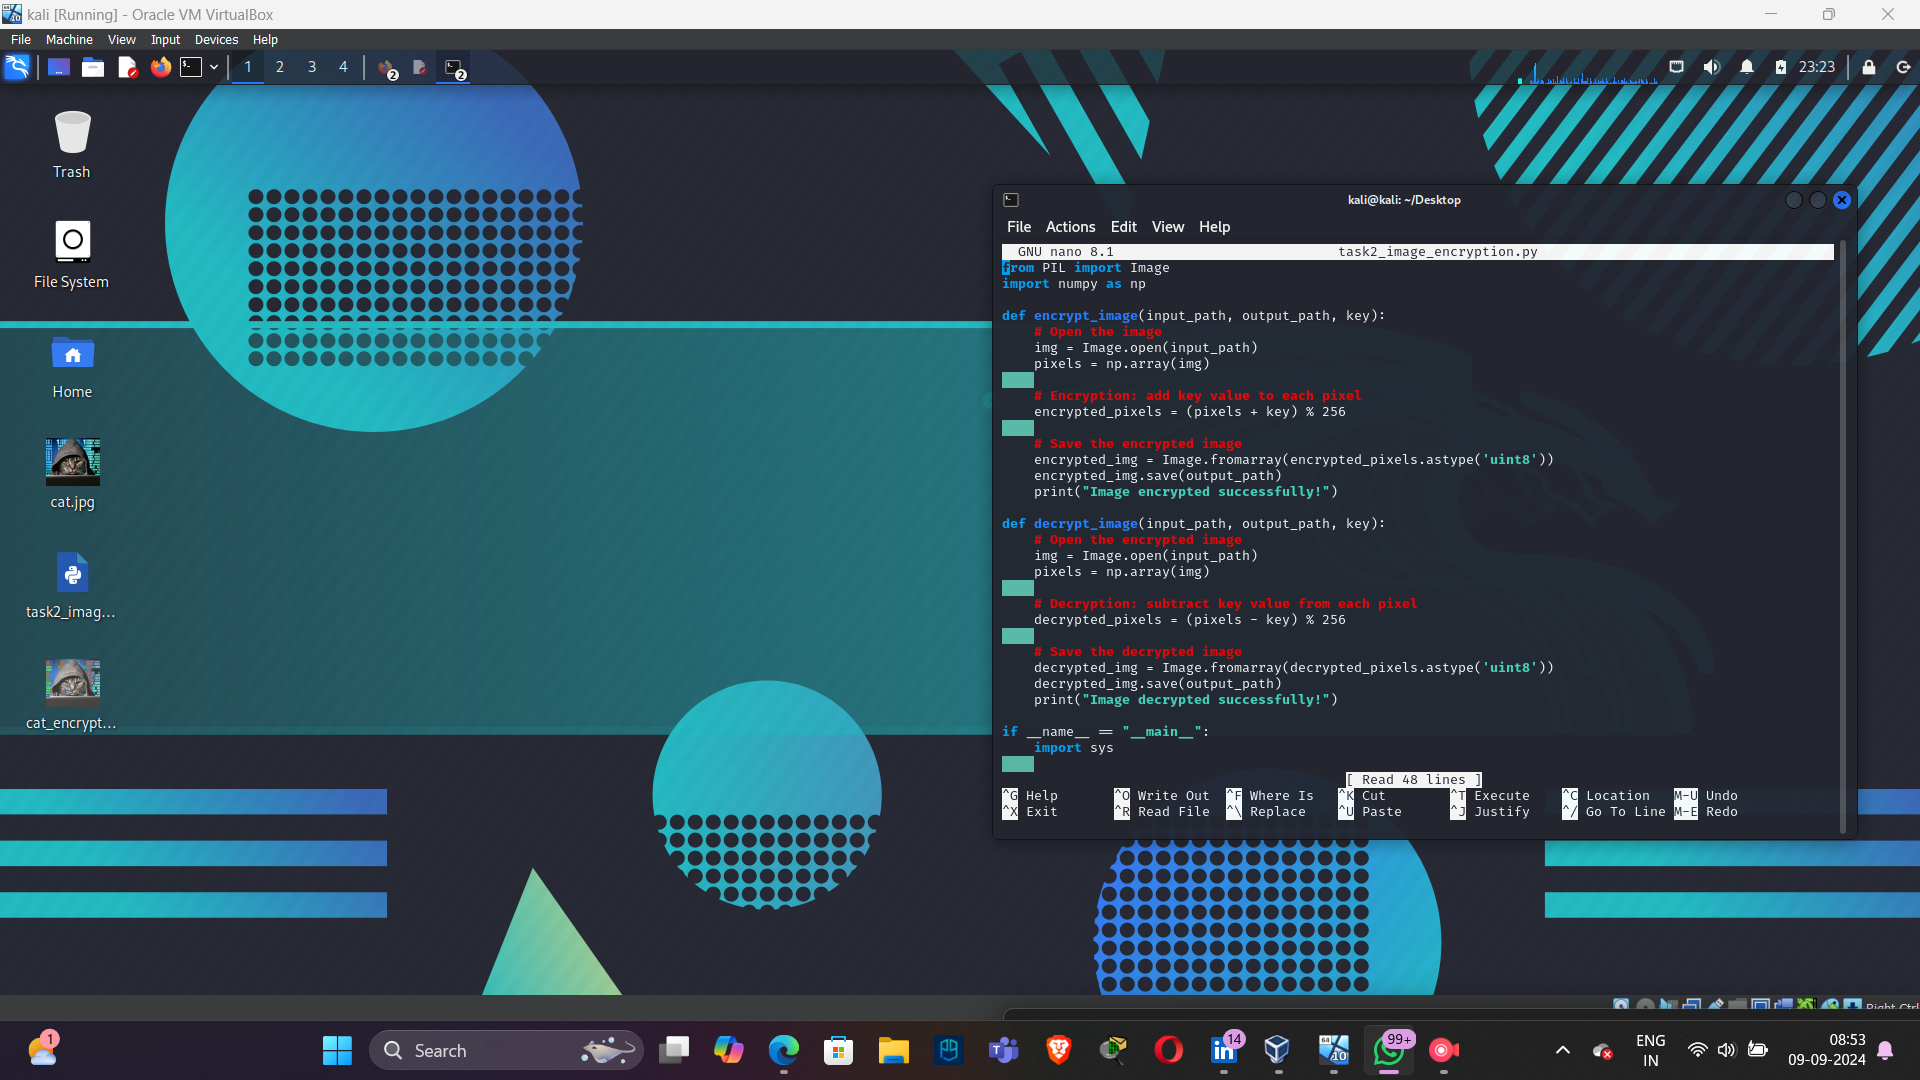 kali [Running] - Oracle VM VirtualBox
File Machine View Input Devices Help
1 2 3 4 2 2 23:23
Trash
File System
Home
cat.jpg
task2_imag...
cat_encrypt...
kali@kali: ~/Desktop
File Actions Edit View Help
GNU nano 8.1 task2_image_encryption.py
from PIL import Image
import numpy as np
def encrypt_image(input_path, output_path, key):
# Open the image
img = Image.open(input_path)
pixels = np.array(img)
# Encryption: add key value to each pixel
encrypted_pixels = (pixels + key) % 256
# Save the encrypted image
encrypted_img = Image.fromarray(encrypted_pixels.astype('uint8'))
encrypted_img.save(output_path)
print("Image encrypted successfully!")
def decrypt_image(input_path, output_path, key):
# Open the encrypted image
img = Image.open(input_path)
pixels = np.array(img)
# Decryption: subtract key value from each pixel
decrypted_pixels = (pixels - key) % 256
# Save the decrypted image
decrypted_img = Image.fromarray(decrypted_pixels.astype('uint8'))
decrypted_img.save(output_path)
print("Image decrypted successfully!")
if __name__ == "__main__":
import sys
[ Read 48 lines ]
^G Help ^O Write Out ^F Where Is ^K Cut ^T Execute ^C Location M-U Undo
^X Exit ^R Read File ^\ Replace ^U Paste ^J Justify ^/ Go To Line M-E Redo
Right Ctrl
1 Search 14 64 10 99+ ENG 08:53
IN 09-09-2024